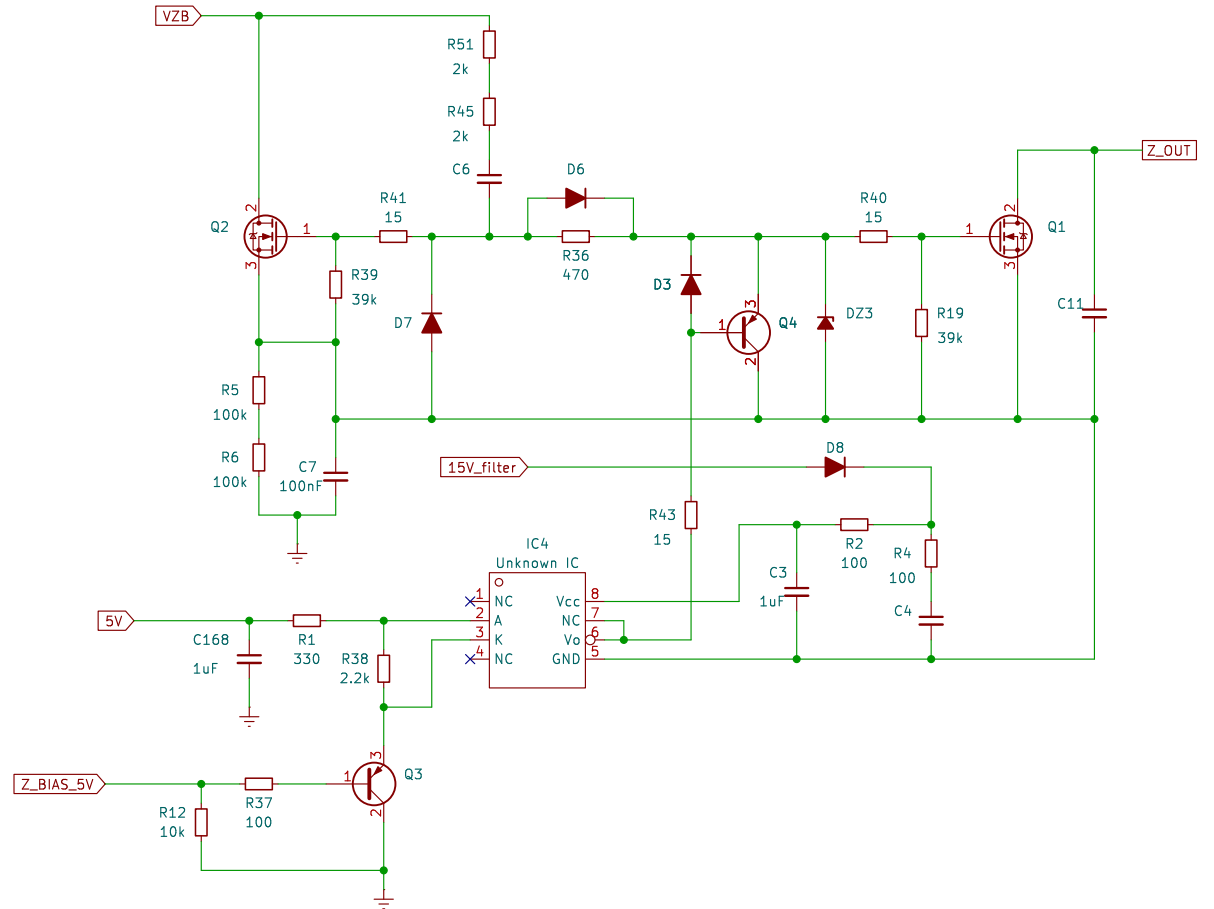 VZB
R51
2k
R45
2k
C6
D6
Z_OUT
R41
15
R40
15
Q2
2
1
3
R36
470
1
2
3
Q1
R39
39k
D3
D7
1
3
2
Q4
DZ3
R19
39k
C11
R5
100k
R6
100k
C7
100nF
15V_filter
D8
R43
15
R2
100
R4
100
C3
1uF
C4
IC4
Unknown IC
1
NC
Vcc
8
2
A
NC
7
3
K
Vo
6
4
NC
GND
5
5V
C168
1uF
R1
330
R38
2.2k
Z_BIAS_5V
R37
100
R12
10k
1
3
2
Q3